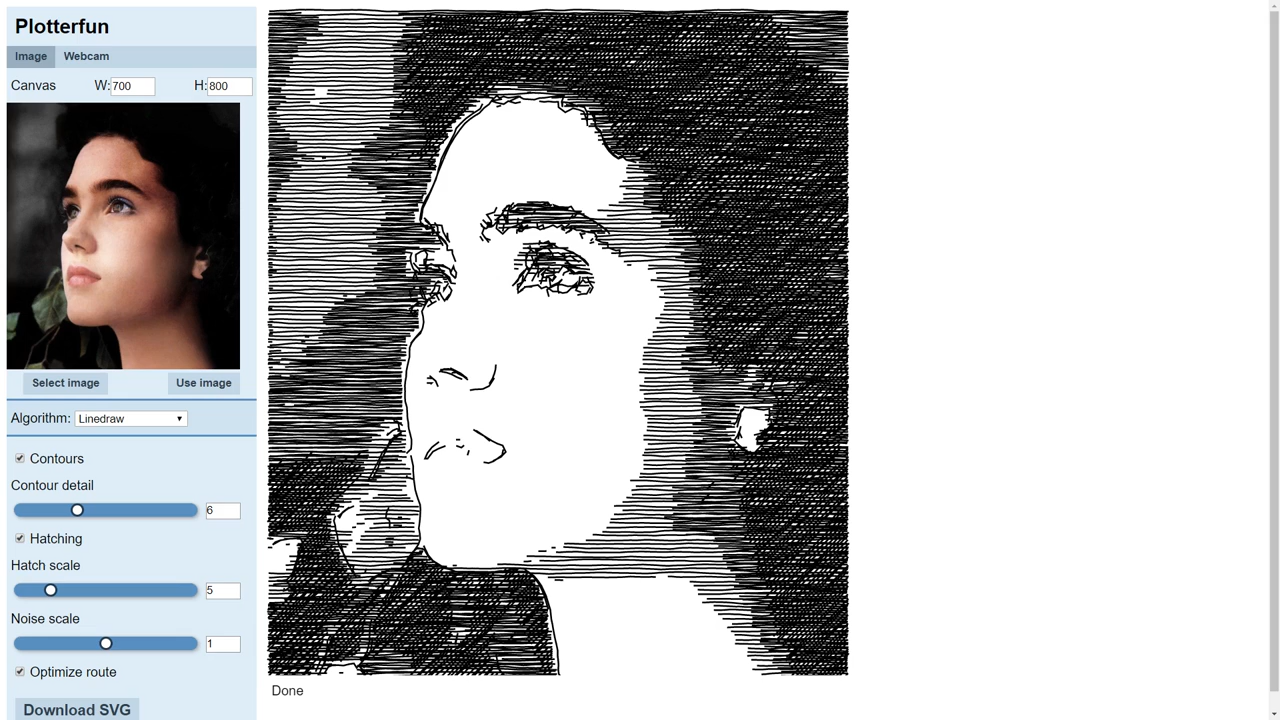 Plotterfun
Image Webcam
Canvas W: 700 H: 800
Select image Use image
Algorithm: Linedraw
Contours
Contour detail
6
Hatching
Hatch scale
5
Noise scale
1
Optimize route
Download SVG
Done